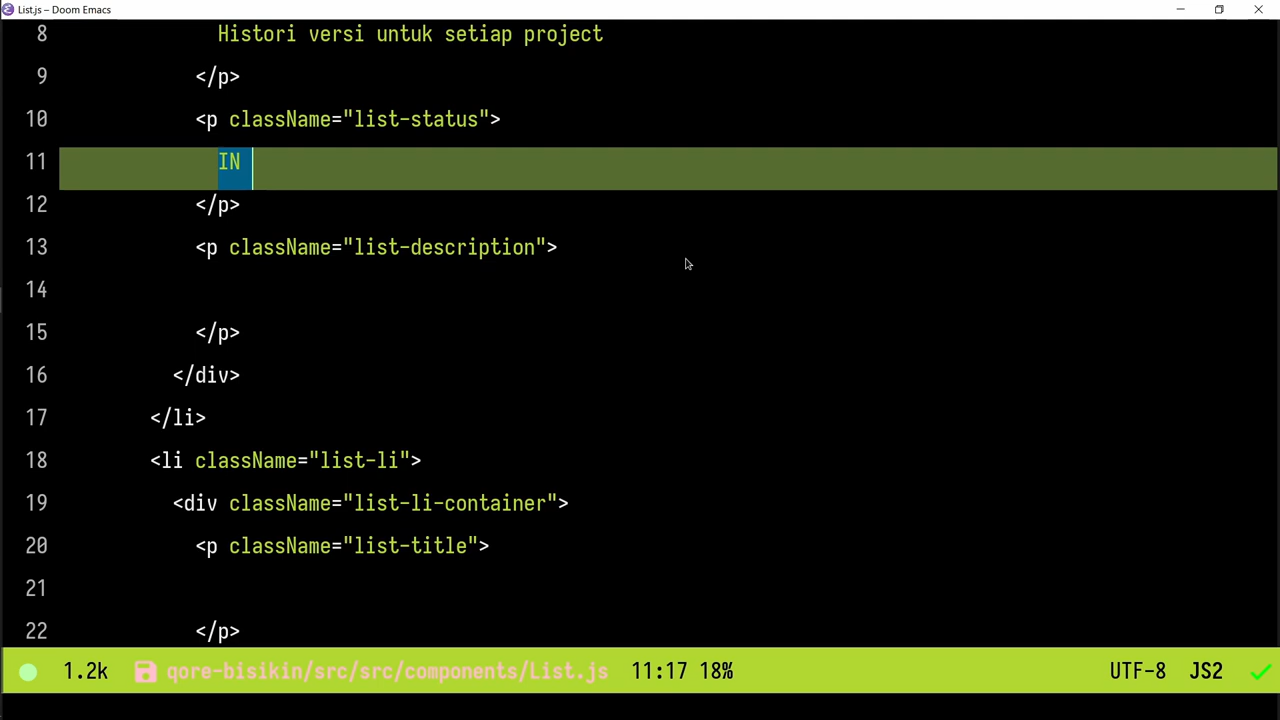 List.js – Doom Emacs
8 Histori versi untuk setiap project
9 </p>
10 <p className="list-status">
11 IN
12 </p>
13 <p className="list-description">
14
15 </p>
16 </div>
17 </li>
18 <li className="list-li">
19 <div className="list-li-container">
20 <p className="list-title">
21
22 </p>
1.2k qore-bisikin/src/src/components/List.js 11:17 18% UTF-8 JS2